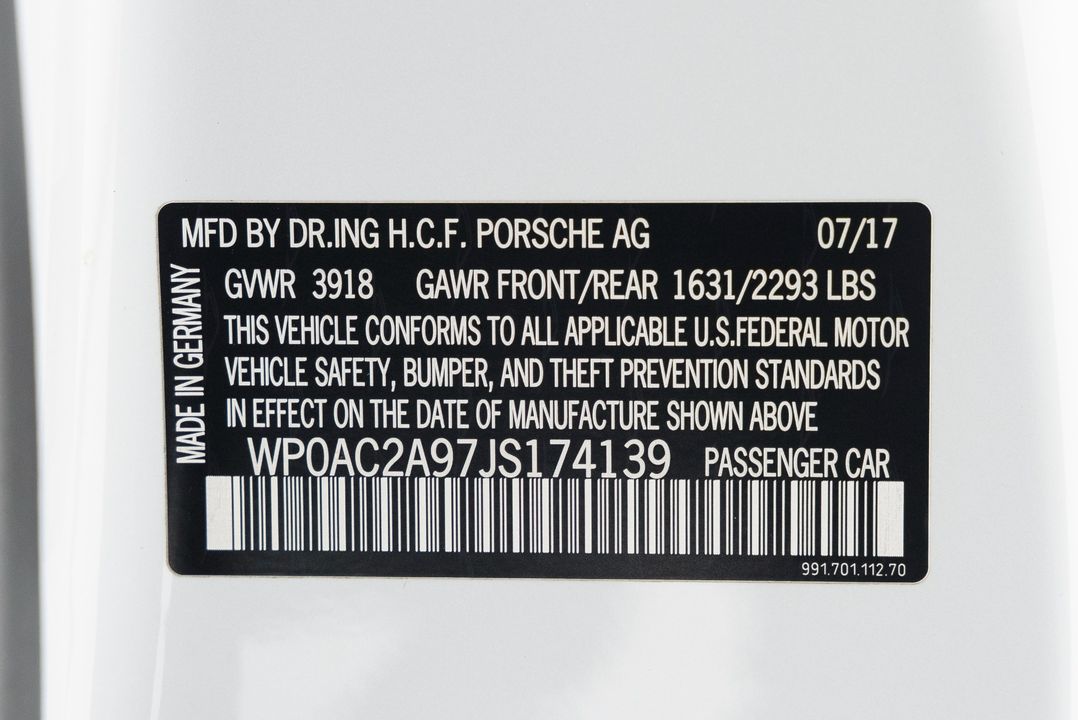 MFD BY DR.ING H.C.F. PORSCHE AG 07/17
GVWR 3918 GAWR FRONT/REAR 1631/2293 LBS
THIS VEHICLE CONFORMS TO ALL APPLICABLE U.S.FEDERAL MOTOR
VEHICLE SAFETY, BUMPER, AND THEFT PREVENTION STANDARDS
IN EFFECT ON THE DATE OF MANUFACTURE SHOWN ABOVE
WP0AC2A97JS174139 PASSENGER CAR
991.701.112.70
MADE IN GERMANY